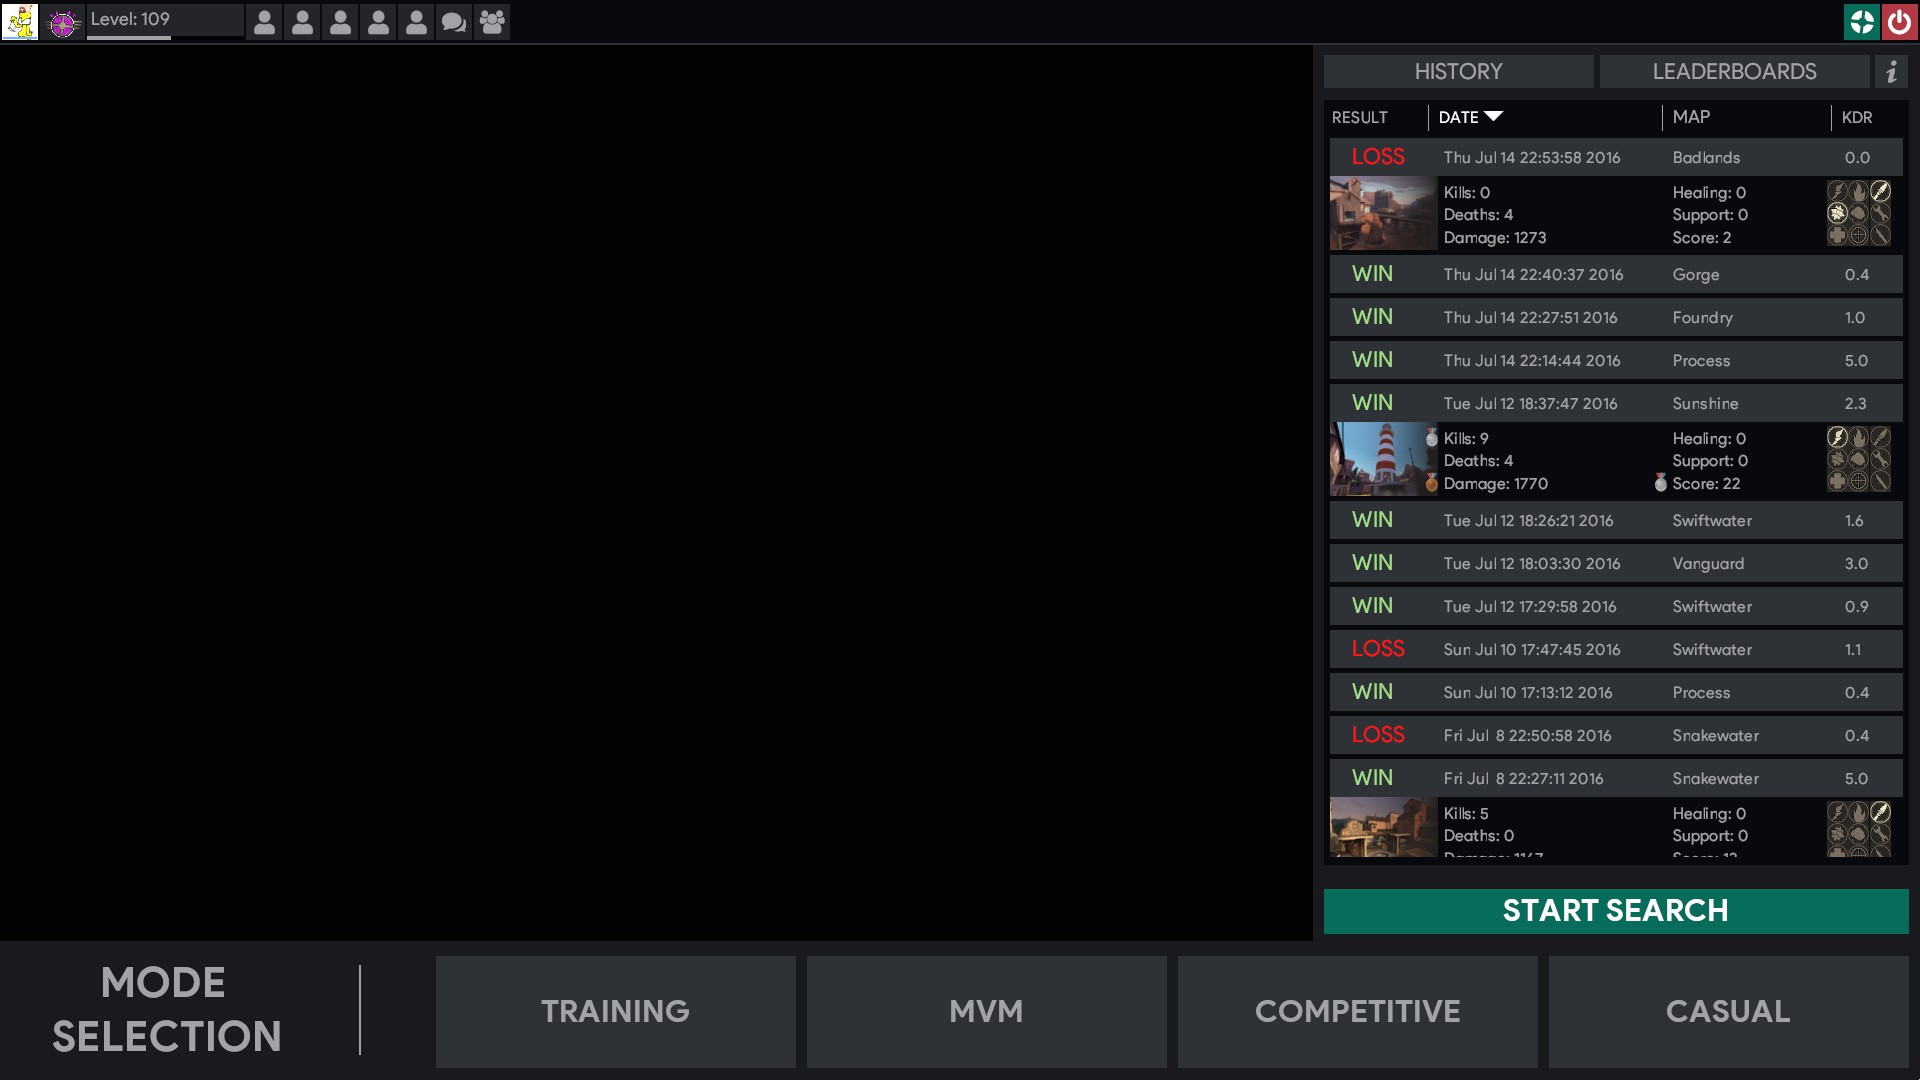 Level: 109
HISTORY
LEADERBOARDS
i
RESULT
DATE
MAP
KDR
LOSS Thu Jul 14 22:53:58 2016 Badlands 0.0
Kills: 0 Healing: 0
Deaths: 4 Support: 0
Damage: 1273 Score: 2
WIN Thu Jul 14 22:40:37 2016 Gorge 0.4
WIN Thu Jul 14 22:27:51 2016 Foundry 1.0
WIN Thu Jul 14 22:14:44 2016 Process 5.0
WIN Tue Jul 12 18:37:47 2016 Sunshine 2.3
Kills: 9 Healing: 0
Deaths: 4 Support: 0
Damage: 1770 Score: 22
WIN Tue Jul 12 18:26:21 2016 Swiftwater 1.6
WIN Tue Jul 12 18:03:30 2016 Vanguard 3.0
WIN Tue Jul 12 17:29:58 2016 Swiftwater 0.9
LOSS Sun Jul 10 17:47:45 2016 Swiftwater 1.1
WIN Sun Jul 10 17:13:12 2016 Process 0.4
LOSS Fri Jul 8 22:50:58 2016 Snakewater 0.4
WIN Fri Jul 8 22:27:11 2016 Snakewater 5.0
Kills: 5 Healing: 0
Deaths: 0 Support: 0
Damage: 1147 Score: 13
START SEARCH
MODE
SELECTION
TRAINING
MVM
COMPETITIVE
CASUAL